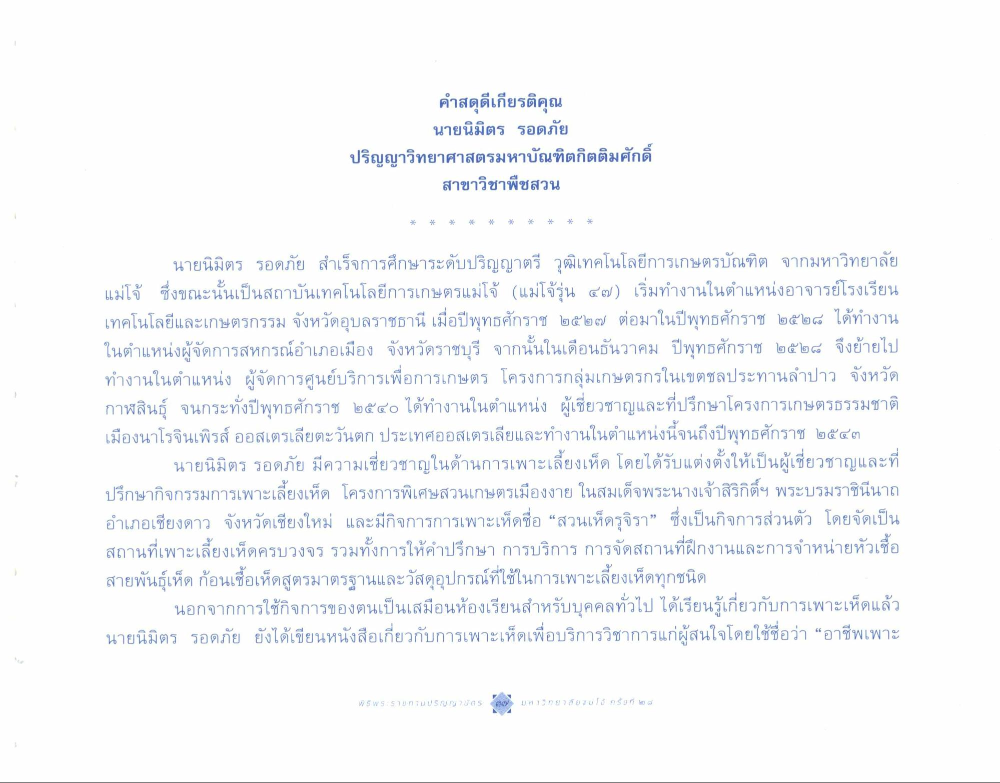 คำสดุดีเกียรติคุณ
นายนิมิตร รอดภัย
ปริญญาวิทยาศาสตรมหาบัณฑิตกิตติมศักดิ์
สาขาวิชาพืชสวน
* * * * * * * * * *
นายนิมิตร รอดภัย สำเร็จการศึกษาระดับปริญญาตรี วุฒิเทคโนโลยีการเกษตรบัณฑิต จากมหาวิทยาลัย
แม่โจ้ ซึ่งขณะนั้นเป็นสถาบันเทคโนโลยีการเกษตรแม่โจ้ (แม่โจ้รุ่น ๔๗) เริ่มทำงานในตำแหน่งอาจารย์โรงเรียน
เทคโนโลยีและเกษตรกรรม จังหวัดอุบลราชธานี เมื่อปีพุทธศักราช ๒๕๒๗ ต่อมาในปีพุทธศักราช ๒๕๒๘ ได้ทำงาน
ในตำแหน่งผู้จัดการสหกรณ์อำเภอเมือง จังหวัดราชบุรี จากนั้นในเดือนธันวาคม ปีพุทธศักราช ๒๕๒๘ จึงย้ายไป
ทำงานในตำแหน่ง ผู้จัดการศูนย์บริการเพื่อการเกษตร โครงการกลุ่มเกษตรกรในเขตชลประทานลำปาว จังหวัด
กาฬสินธุ์ จนกระทั่งปีพุทธศักราช ๒๕๔๐ ได้ทำงานในตำแหน่ง ผู้เชี่ยวชาญและที่ปรึกษาโครงการเกษตรธรรมชาติ
เมืองนาโรจินเพิรส์ ออสเตรเลียตะวันตก ประเทศออสเตรเลียและทำงานในตำแหน่งนี้จนถึงปีพุทธศักราช ๒๕๔๓
นายนิมิตร รอดภัย มีความเชี่ยวชาญในด้านการเพาะเลี้ยงเห็ด โดยได้รับแต่งตั้งให้เป็นผู้เชี่ยวชาญและที่
ปรึกษากิจกรรมการเพาะเลี้ยงเห็ด โครงการพิเศษสวนเกษตรเมืองงาย ในสมเด็จพระนางเจ้าสิริกิติ์ฯ พระบรมราชินีนาถ
อำเภอเชียงดาว จังหวัดเชียงใหม่ และมีกิจการการเพาะเห็ดชื่อ “สวนเห็ดรุจิรา” ซึ่งเป็นกิจการส่วนตัว โดยจัดเป็น
สถานที่เพาะเลี้ยงเห็ดครบวงจร รวมทั้งการให้คำปรึกษา การบริการ การจัดสถานที่ฝึกงานและการจำหน่ายหัวเชื้อ
สายพันธุ์เห็ด ก้อนเชื้อเห็ดสูตรมาตรฐานและวัสดุอุปกรณ์ที่ใช้ในการเพาะเลี้ยงเห็ดทุกชนิด
นอกจากการใช้กิจการของตนเป็นเสมือนห้องเรียนสำหรับบุคคลทั่วไป ได้เรียนรู้เกี่ยวกับการเพาะเห็ดแล้ว
นายนิมิตร รอดภัย ยังได้เขียนหนังสือเกี่ยวกับการเพาะเห็ดเพื่อบริการวิชาการแก่ผู้สนใจโดยใช้ชื่อว่า “อาชีพเพาะ
พิธีพระราชทานปริญญาบัตร ๓๗ มหาวิทยาลัยแม่โจ้ ครั้งที่ ๒๘